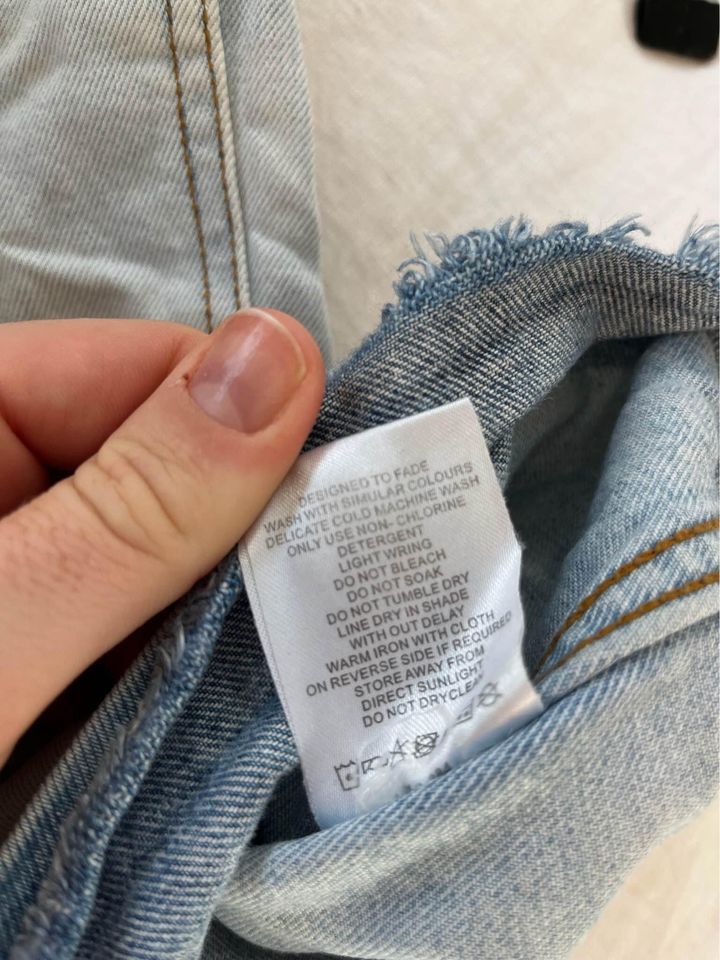 DESIGNED TO FADE
WASH WITH SIMULAR COLOURS
DELICATE COLD MACHINE WASH
ONLY USE NON- CHLORINE
DETERGENT
LIGHT WRING
DO NOT BLEACH
DO NOT SOAK
DO NOT TUMBLE DRY
LINE DRY IN SHADE
WITH OUT DELAY
WARM IRON WITH CLOTH
ON REVERSE SIDE IF REQUIRED
STORE AWAY FROM
DIRECT SUNLIGHT
DO NOT DRYCLEAN